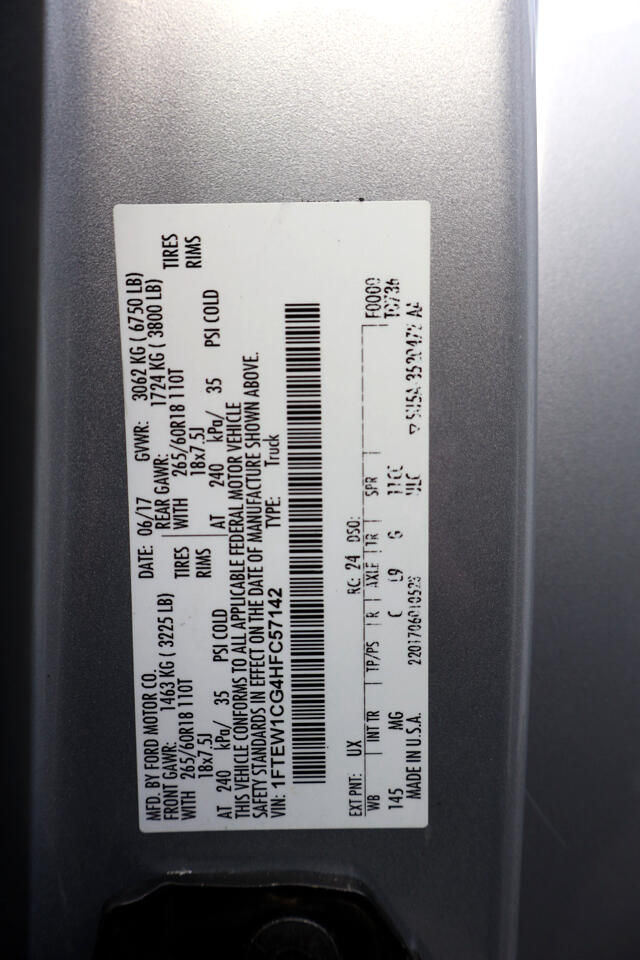 MFD. BY FORD MOTOR CO. DATE: 06/17 GVWR: 3062 KG ( 6750 LB)
FRONT GAWR: 1463 KG ( 3225 LB) REAR GAWR: 1724 KG ( 3800 LB)
WITH 265/60R18 110T TIRES WITH 265/60R18 110T TIRES
18x7.5J RIMS 18x7.5J RIMS
AT 240 kPa/ 35 PSI COLD AT 240 kPa/ 35 PSI COLD
THIS VEHICLE CONFORMS TO ALL APPLICABLE FEDERAL MOTOR VEHICLE
SAFETY STANDARDS IN EFFECT ON THE DATE OF MANUFACTURE SHOWN ABOVE.
VIN: 1FTEW1CG4HFC57142 TYPE: Truck
EXT PNT: UX RC: 24 DSO: F0000
WB INT TR TP/PS R AXLE TR SPR T0736
145 MG C L9 G
MADE IN U.S.A.